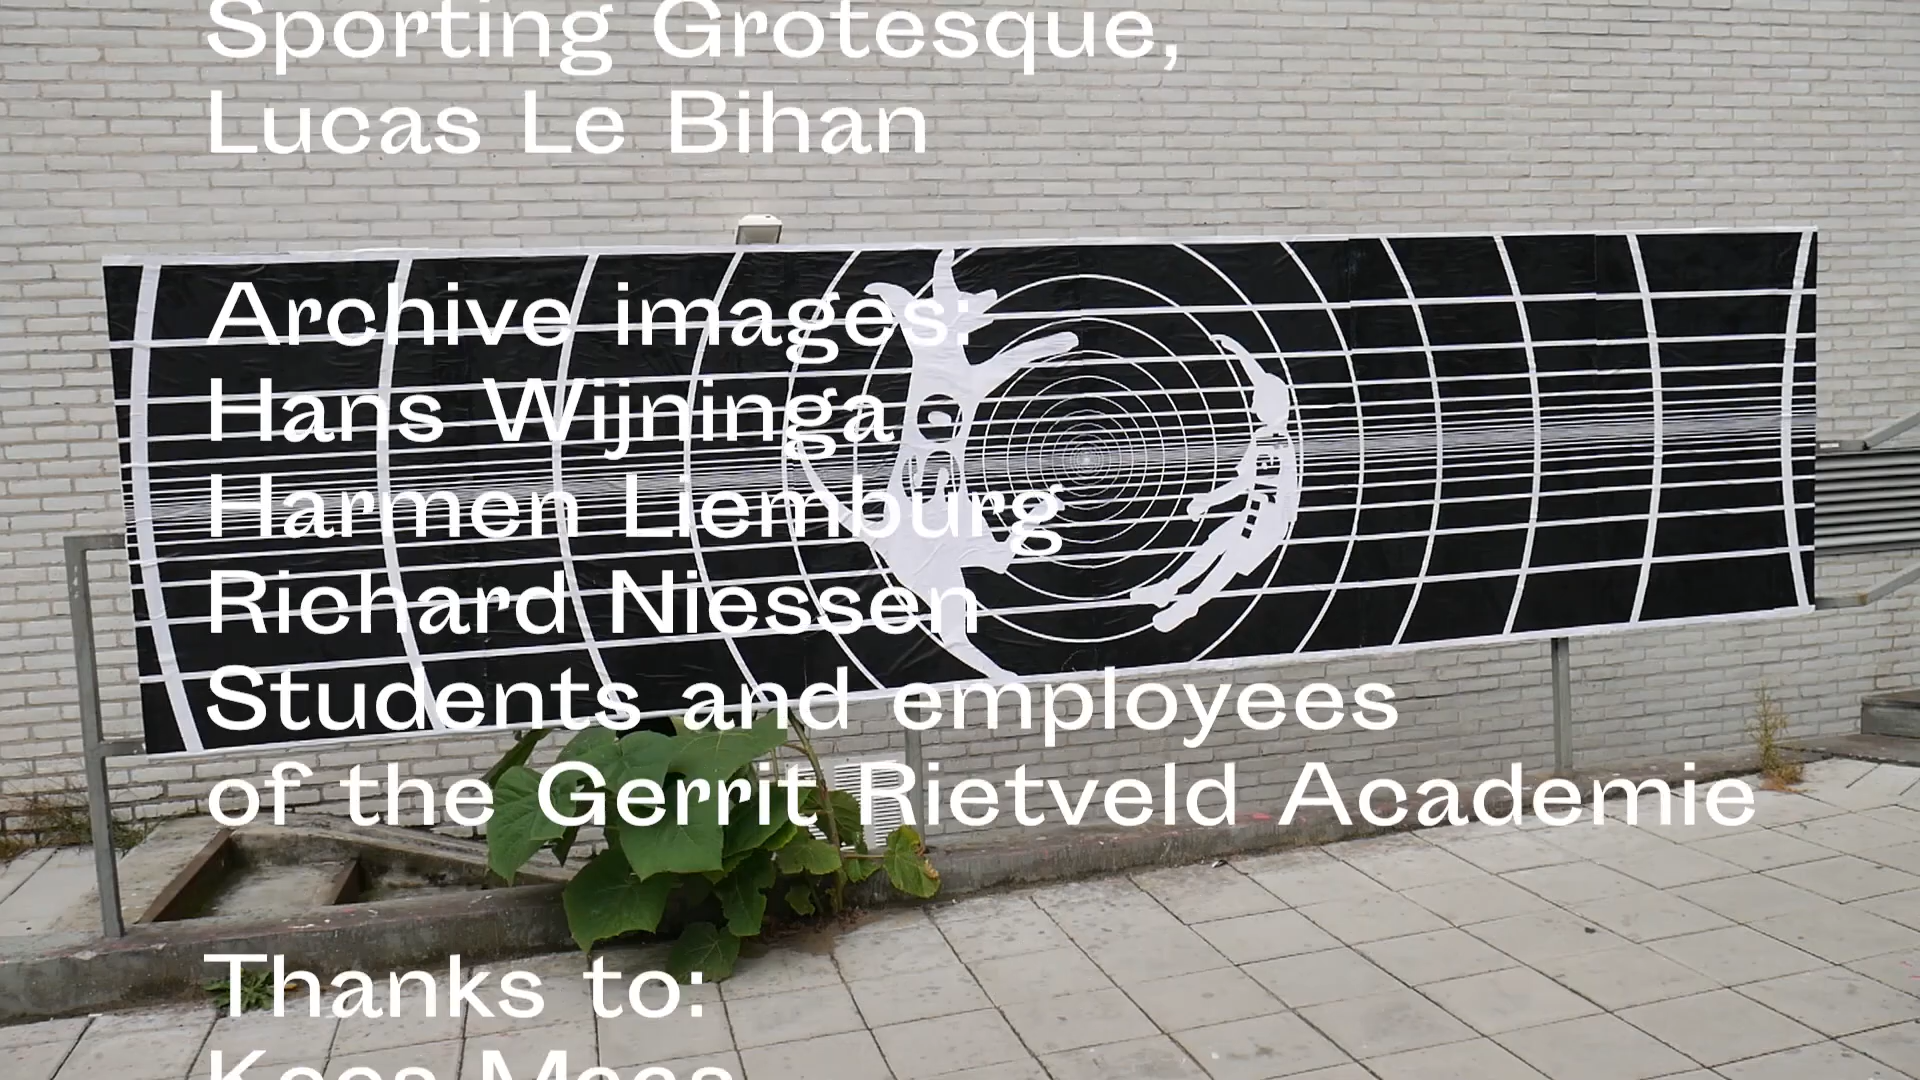 Sporting Grotesque,
Lucas Le Bihan
Archive images:
Hans Wijninga
Harmen Liemburg
Richard Niessen
Students and employees
of the Gerrit Rietveld Academie
Thanks to: